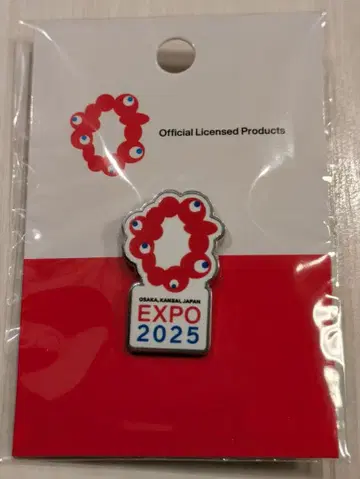 Official Licensed Products
OSAKA, KANSAI, JAPAN
EXPO
2025